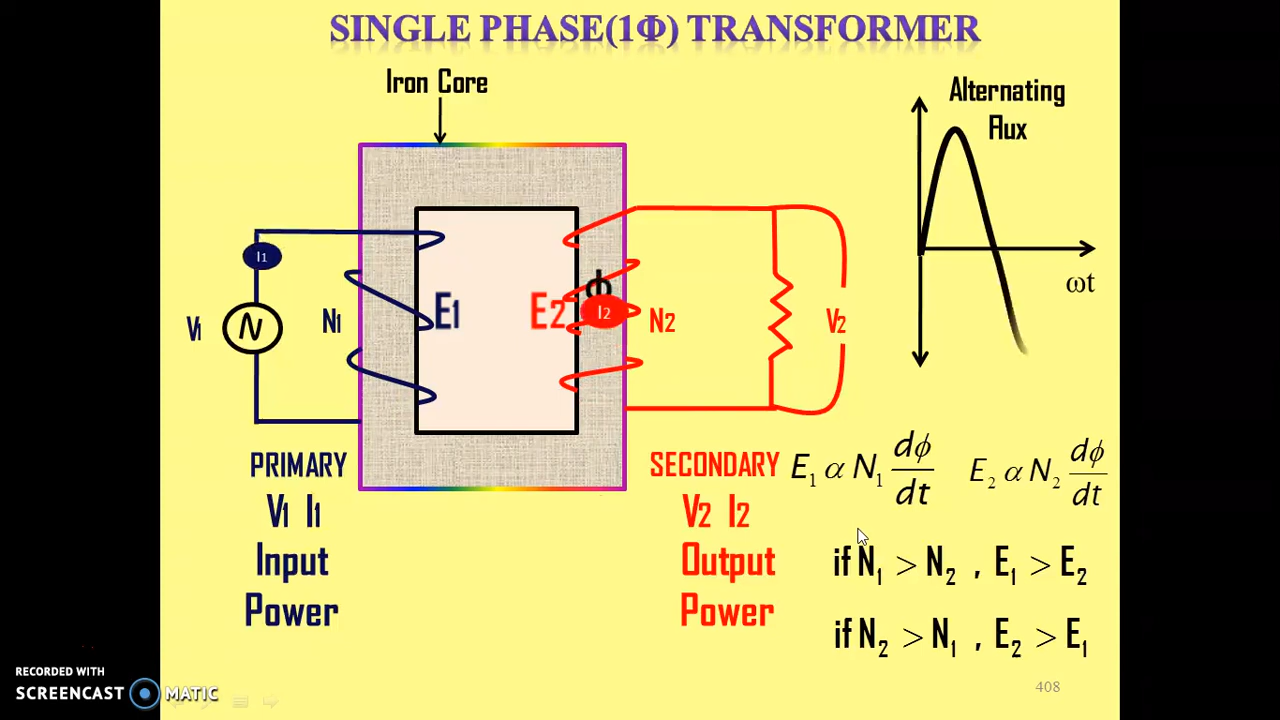 SINGLE PHASE(1Φ) TRANSFORMER
Iron Core
Alternating
flux
I1
ϕ
E1
E2
I2
V1
N1
N2
V2
ωt
PRIMARY
V1 I1
Input
Power
SECONDARY
V2 I2
Output
Power
E₁ α N₁ dϕ/dt
E₂ α N₂ dϕ/dt
if N₁ > N₂ , E₁ > E₂
if N₂ > N₁ , E₂ > E₁
408
RECORDED WITH
SCREENCAST MATIC